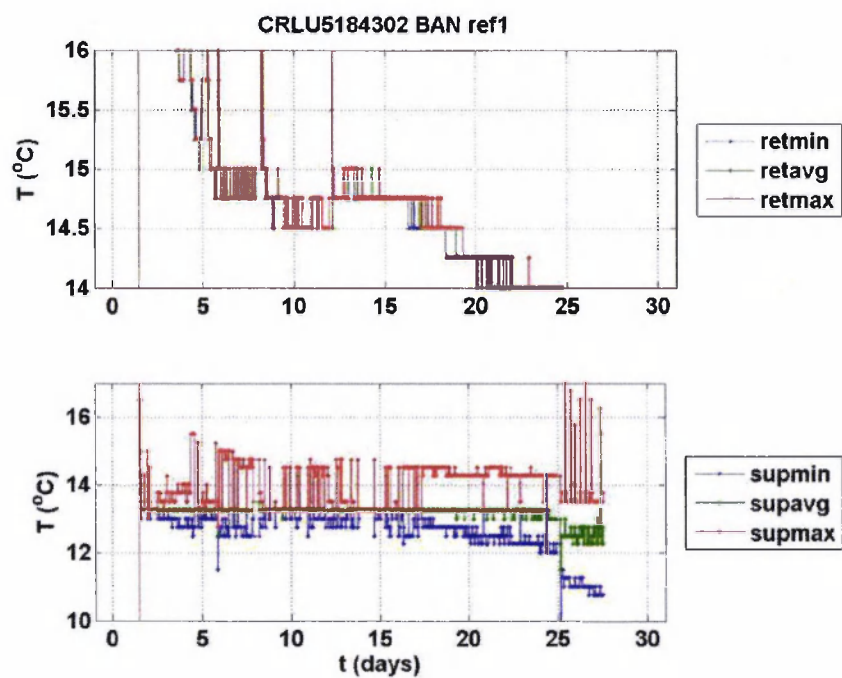 CRLU5184302 BAN ref1
16
15.5
15
14.5
14
T (°C)
0 5 10 15 20 25 30
retmin
retavg
retmax
16
14
12
10
T (°C)
0 5 10 15 20 25 30
t (days)
supmin
supavg
supmax